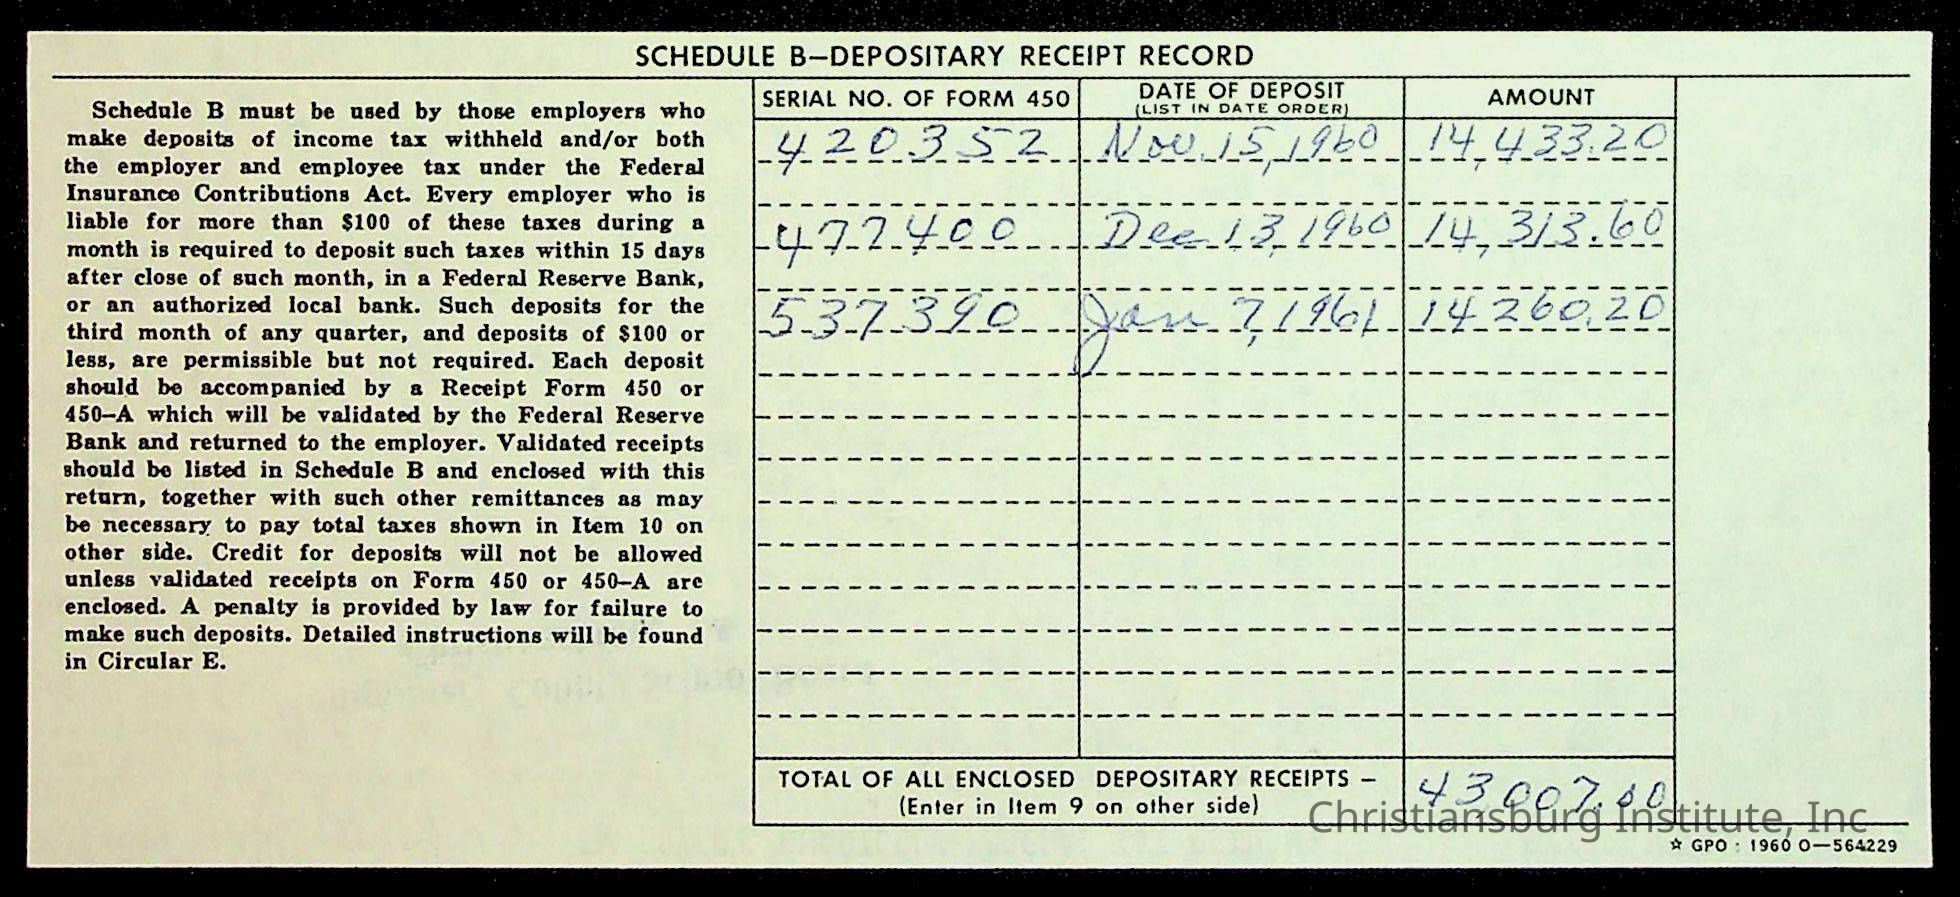 SCHEDULE B—DEPOSITARY RECEIPT RECORD
Schedule B must be used by those employers who
make deposits of income tax withheld and/or both
the employer and employee tax under the Federal
Insurance Contributions Act. Every employer who is
liable for more than $100 of these taxes during a
month is required to deposit such taxes within 15 days
after close of such month, in a Federal Reserve Bank,
or an authorized local bank. Such deposits for the
third month of any quarter, and deposits of $100 or
less, are permissible but not required. Each deposit
should be accompanied by a Receipt Form 450 or
450–A which will be validated by the Federal Reserve
Bank and returned to the employer. Validated receipts
should be listed in Schedule B and enclosed with this
return, together with such other remittances as may
be necessary to pay total taxes shown in Item 10 on
other side. Credit for deposits will not be allowed
unless validated receipts on Form 450 or 450–A are
enclosed. A penalty is provided by law for failure to
make such deposits. Detailed instructions will be found
in Circular E.
SERIAL NO. OF FORM 450 DATE OF DEPOSIT AMOUNT
(LIST IN DATE ORDER)
420352 Nov. 15, 1960 14,433.20
477400 Dec 13, 1960 14,313.60
537390 Jan 7, 1961 14260.20
TOTAL OF ALL ENCLOSED DEPOSITARY RECEIPTS – 43,007.00
(Enter in Item 9 on other side)
Christiansburg Institute, Inc
☆ GPO : 1960 O—564229